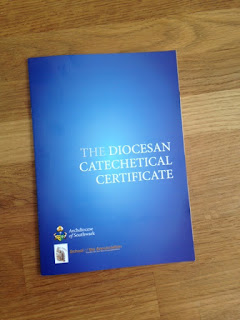 THE DIOCESAN
CATECHETICAL
CERTIFICATE
Archdiocese
of Southwark